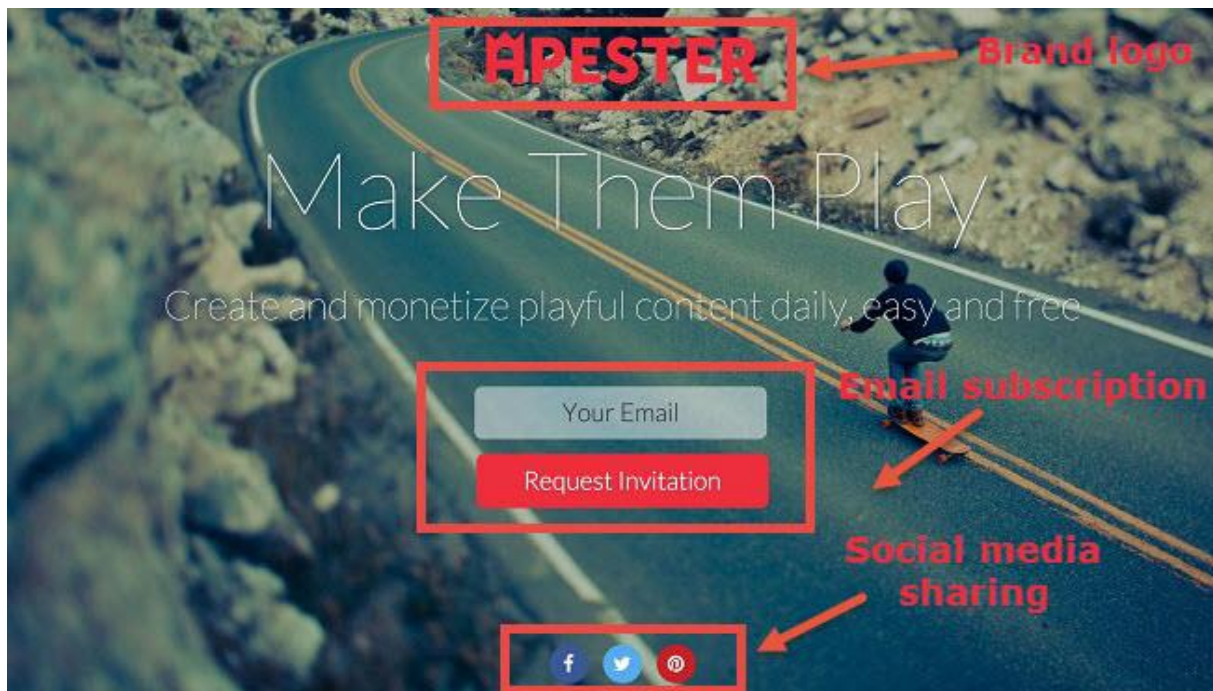 APESTER
Brand logo
Make Them Play
Create and monetize playful content daily, easy and free
Email subscription
Your Email
Request Invitation
Social media
sharing
f